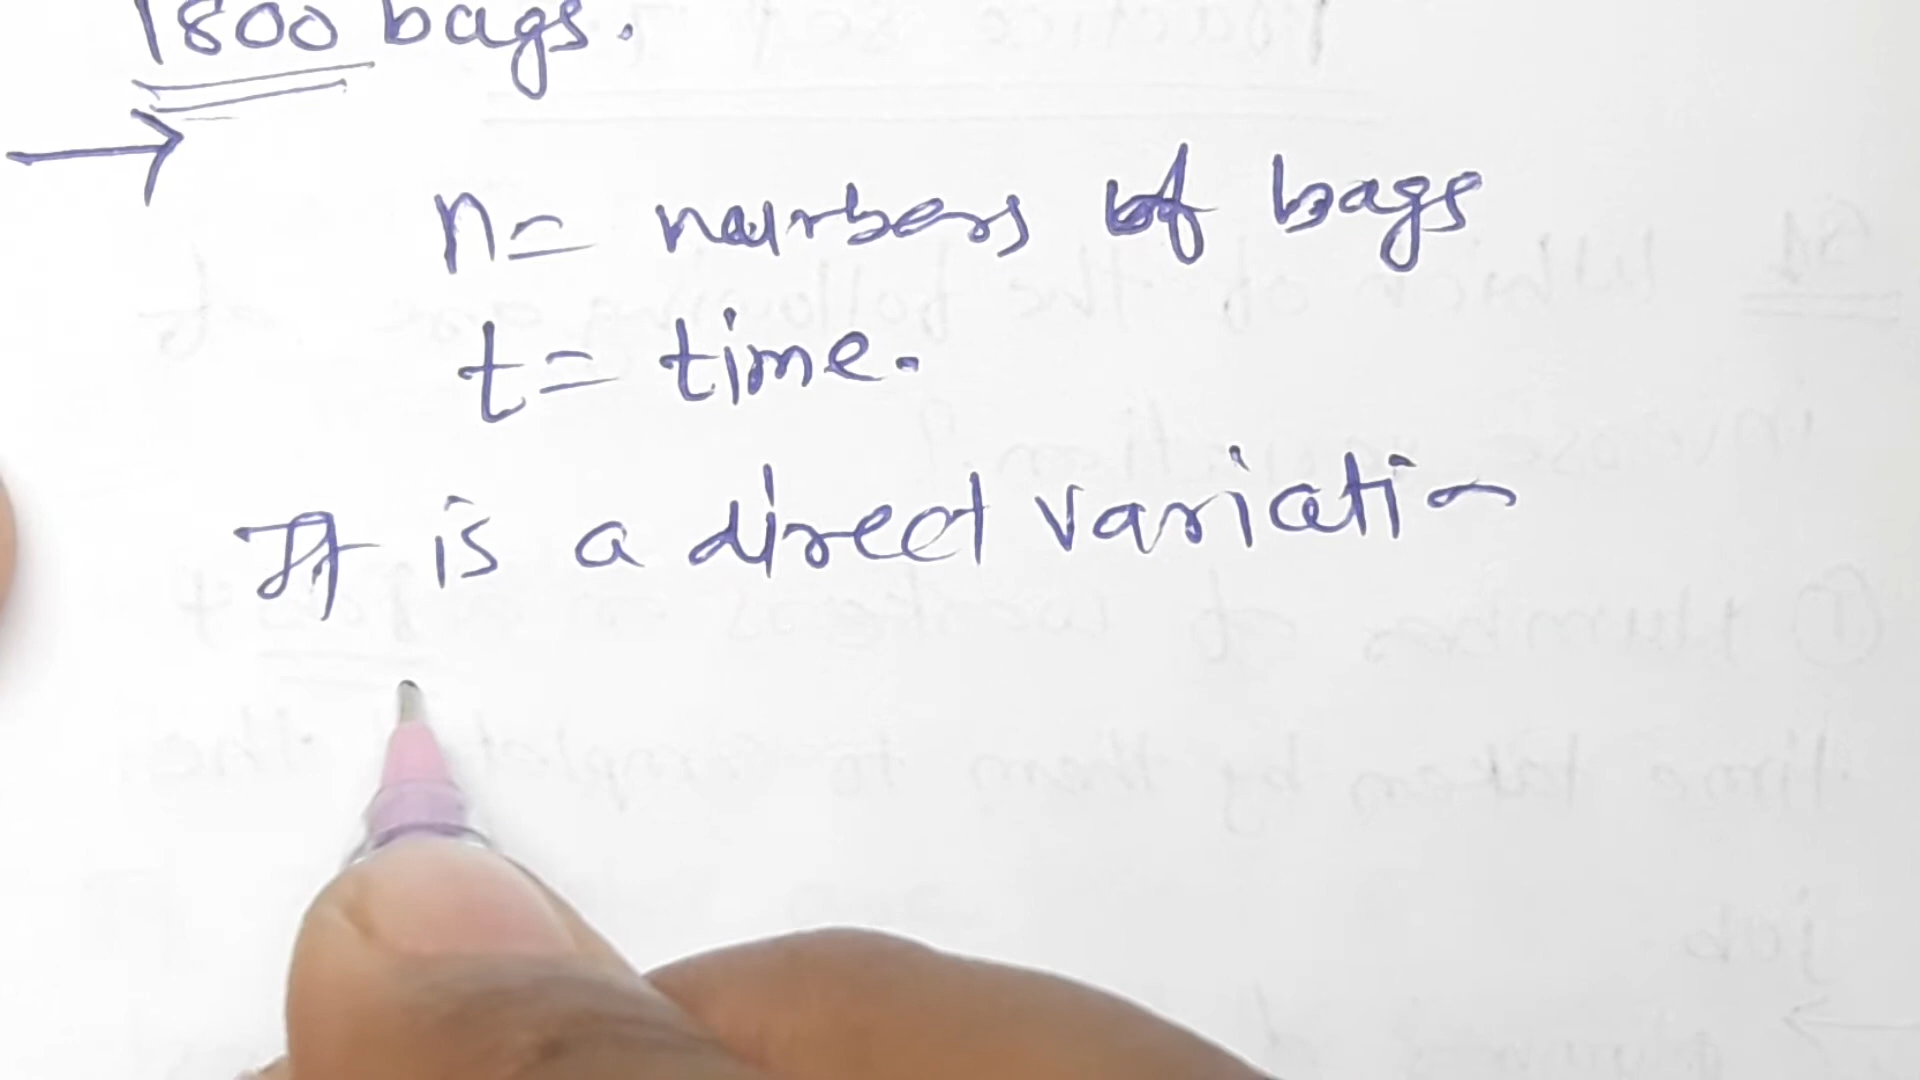 1800 bags.
→
n = numbers of bags
t = time.
It is a direct variation